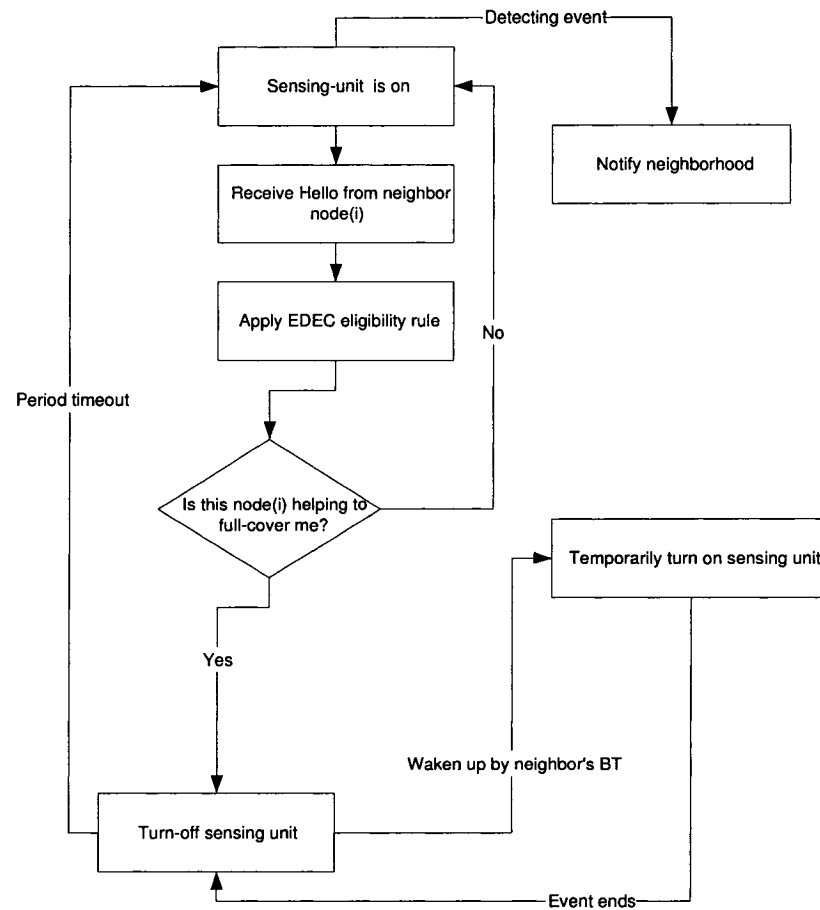 Detecting event
Sensing-unit is on
Notify neighborhood
Receive Hello from neighbor
node(i)
Apply EDEC eligibility rule
No
Period timeout
Is this node(i) helping to
full-cover me?
Temporarily turn on sensing unit
Yes
Waken up by neighbor's BT
Turn-off sensing unit
Event ends